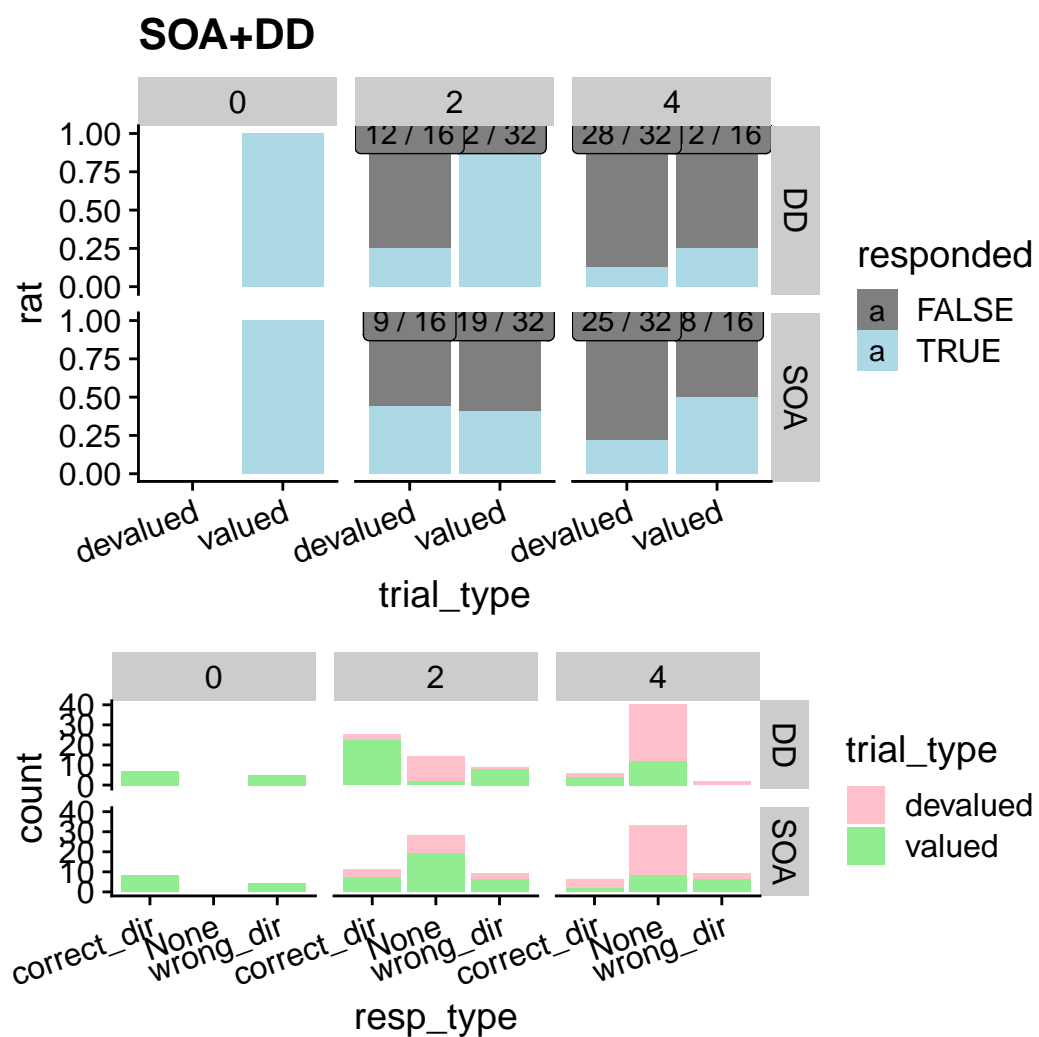 SOA+DD
0 2 4
12 / 16 2 / 32 28 / 32 2 / 16
1.00
0.75
0.50
0.25
0.00
DD
9 / 16 19 / 32 25 / 32 8 / 16
1.00
0.75
0.50
0.25
0.00
SOA
rat
devalued valued devalued valued devalued valued
trial_type
responded
a FALSE
a TRUE
0 2 4
40
30
20
10
0
DD
40
30
20
10
0
SOA
count
correct_dir None wrong_dir correct_dir None wrong_dir correct_dir None wrong_dir
resp_type
trial_type
devalued
valued